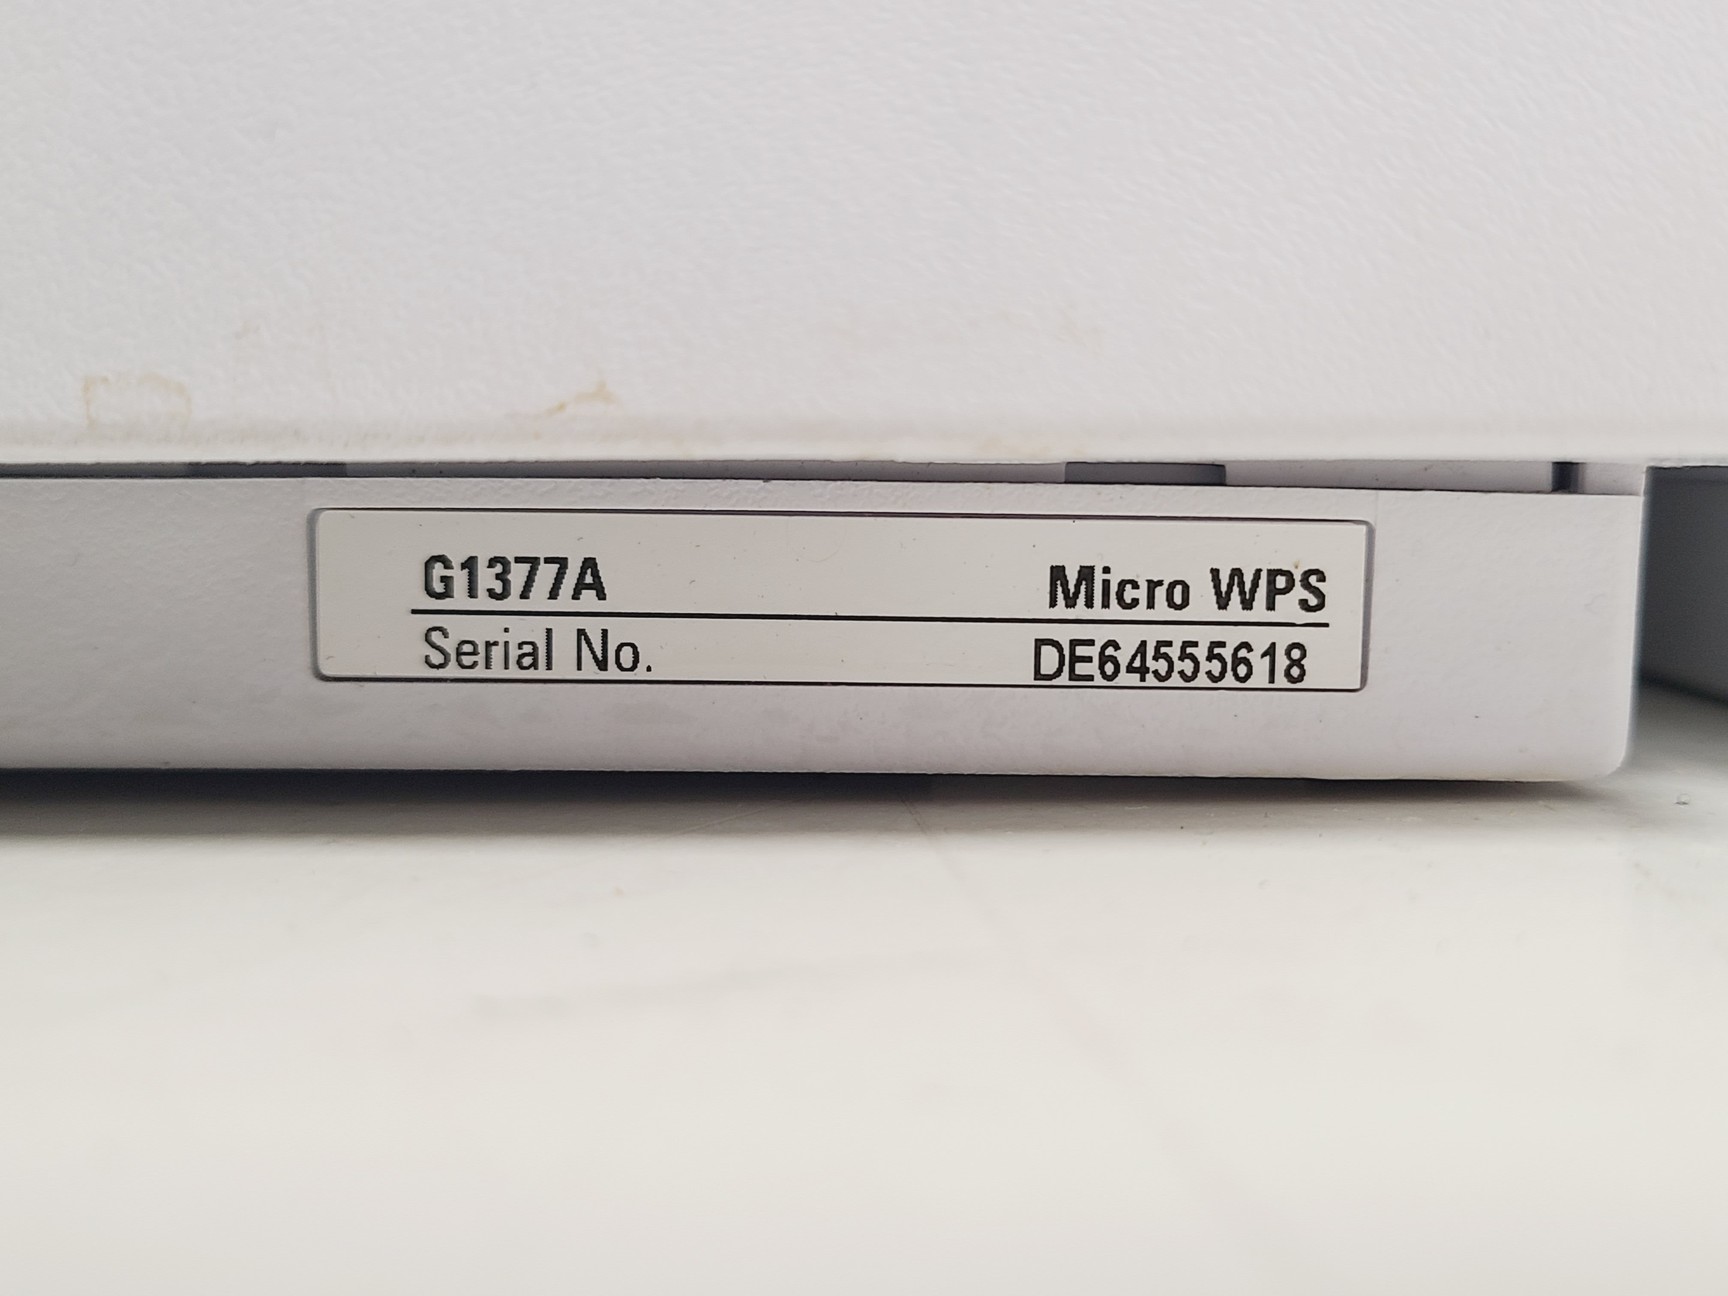 G1377A Micro WPS
Serial No. DE64555618